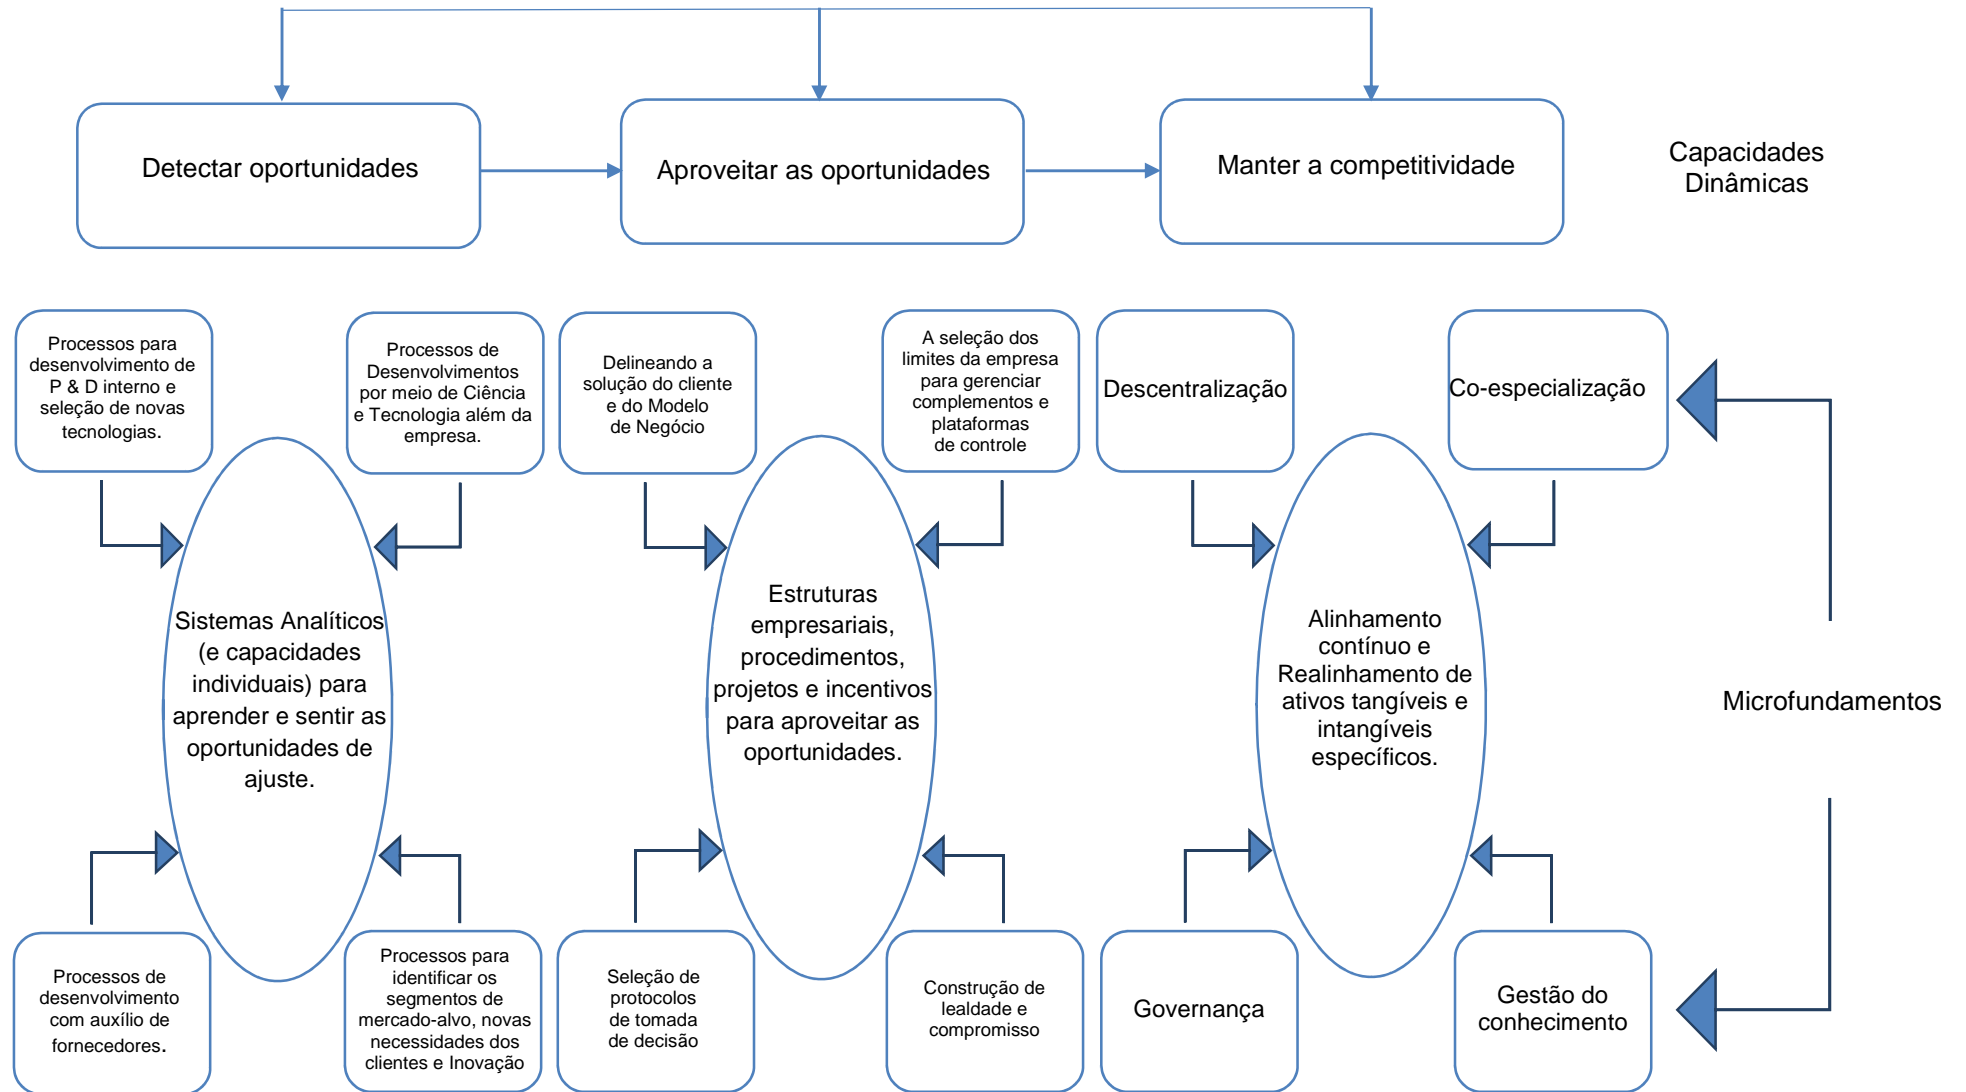 Detectar oportunidades
Aproveitar as oportunidades
Manter a competitividade
Capacidades
Dinâmicas
Processos para
desenvolvimento de
P & D interno e
seleção de novas
tecnologias.
Processos de
Desenvolvimentos
por meio de Ciência
e Tecnologia além da
empresa.
Delineando a
solução do cliente
e do Modelo
de Negócio
A seleção dos
limites da empresa
para gerenciar
complementos e
plataformas
de controle
Descentralização
Co-especialização
Sistemas Analíticos
(e capacidades
individuais) para
aprender e sentir as
oportunidades de
ajuste.
Estruturas
empresariais,
procedimentos,
projetos e incentivos
para aproveitar as
oportunidades.
Alinhamento
contínuo e
Realinhamento de
ativos tangíveis e
intangíveis
específicos.
Microfundamentos
Processos de
desenvolvimento
com auxílio de
fornecedores.
Processos para
identificar os
segmentos de
mercado-alvo, novas
necessidades dos
clientes e Inovação
Seleção de
protocolos
de tomada
de decisão
Construção de
lealdade e
compromisso
Governança
Gestão do
conhecimento